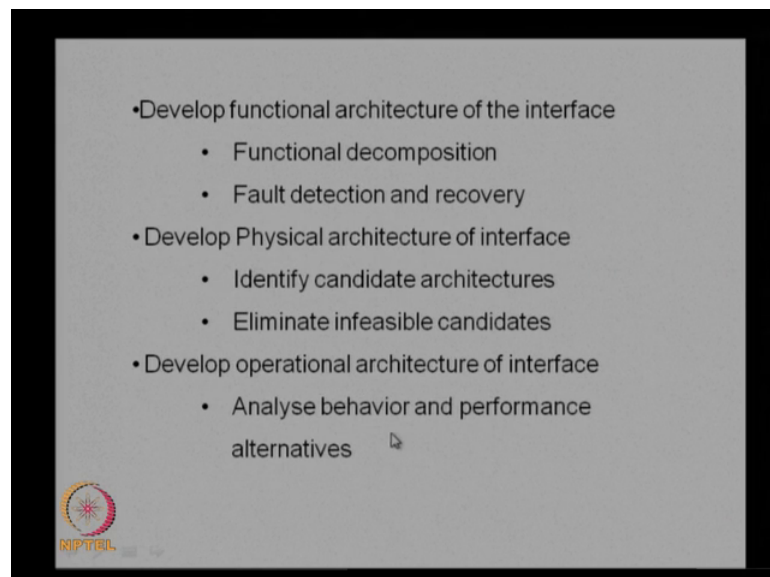 •Develop functional architecture of the interface
• Functional decomposition
• Fault detection and recovery
• Develop Physical architecture of interface
• Identify candidate architectures
• Eliminate infeasible candidates
• Develop operational architecture of interface
• Analyse behavior and performance
alternatives
NPTEL